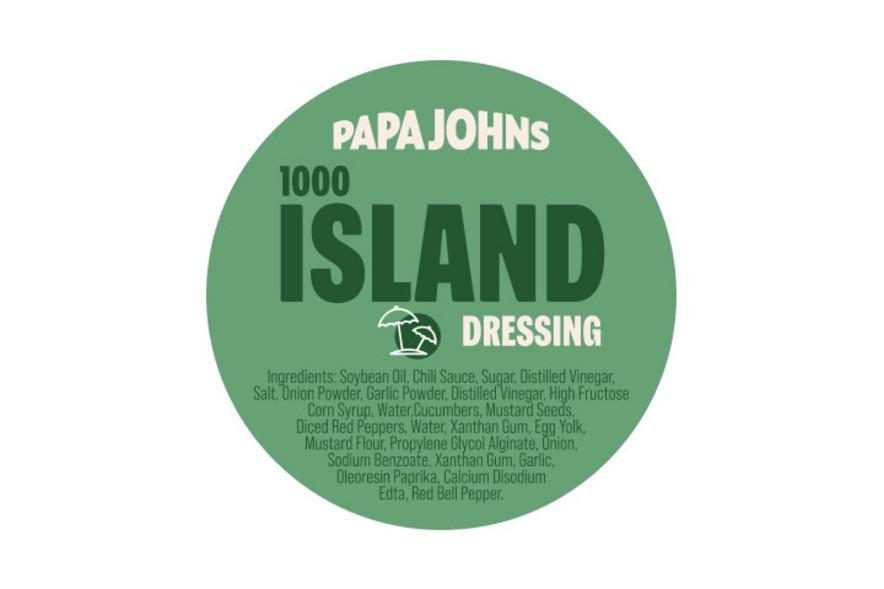 PAPA JOHNS
1000
ISLAND
DRESSING
Ingredients: Soybean Oil, Chili Sauce, Sugar, Distilled Vinegar,
Salt, Onion Powder, Garlic Powder, Distilled Vinegar, High Fructose
Corn Syrup, Water,Cucumbers, Mustard Seeds,
Diced Red Peppers, Water, Xanthan Gum, Egg Yolk,
Mustard Flour, Propylene Glycol Alginate, Onion,
Sodium Benzoate, Xanthan Gum, Garlic,
Oleoresin Paprika, Calcium Disodium
Edta, Red Bell Pepper.